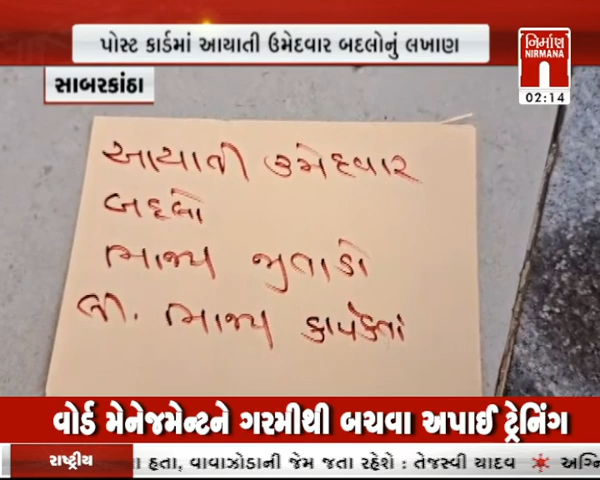 પોસ્ટ કાર્ડમાં આયાતી ઉમેદવાર બદલોનું લખાણ
નિર્માણ
NIRMANA
02:14
સાબરકાંઠા
આયાતી ઉમેદવાર
બદલો
ભાજપ જીતાડો
લી. ભાજપ કાર્યકર્તા
વોર્ડ મેનેજમેન્ટને ગરમીથી બચવા અપાઈ ટ્રેનિંગ
રાષ્ટ્રીય
હતા, વાવાઝોડાની જેમ જતા રહેશે : તેજસ્વી યાદવ